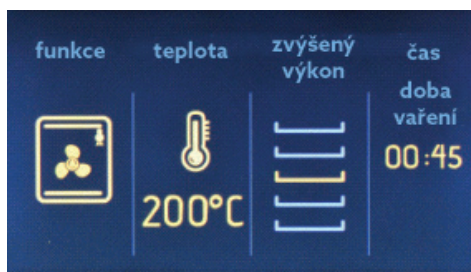 funkce
teplota
200°C
zvýšený
výkon
čas
doba
vaření
00:45